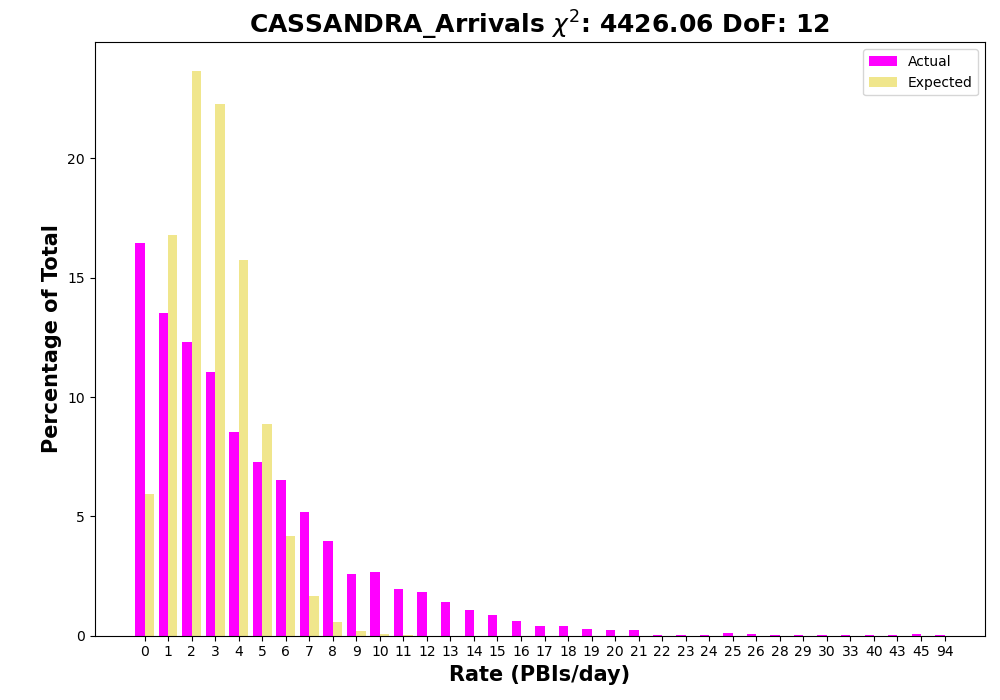 CASSANDRA_Arrivals χ²: 4426.06 DoF: 12
Actual
Expected
Percentage of Total
20
15
10
5
0
0 1 2 3 4 5 6 7 8 9 10 11 12 13 14 15 16 17 18 19 20 21 22 23 24 25 26 28 29 30 33 40 43 45 94
Rate (PBIs/day)